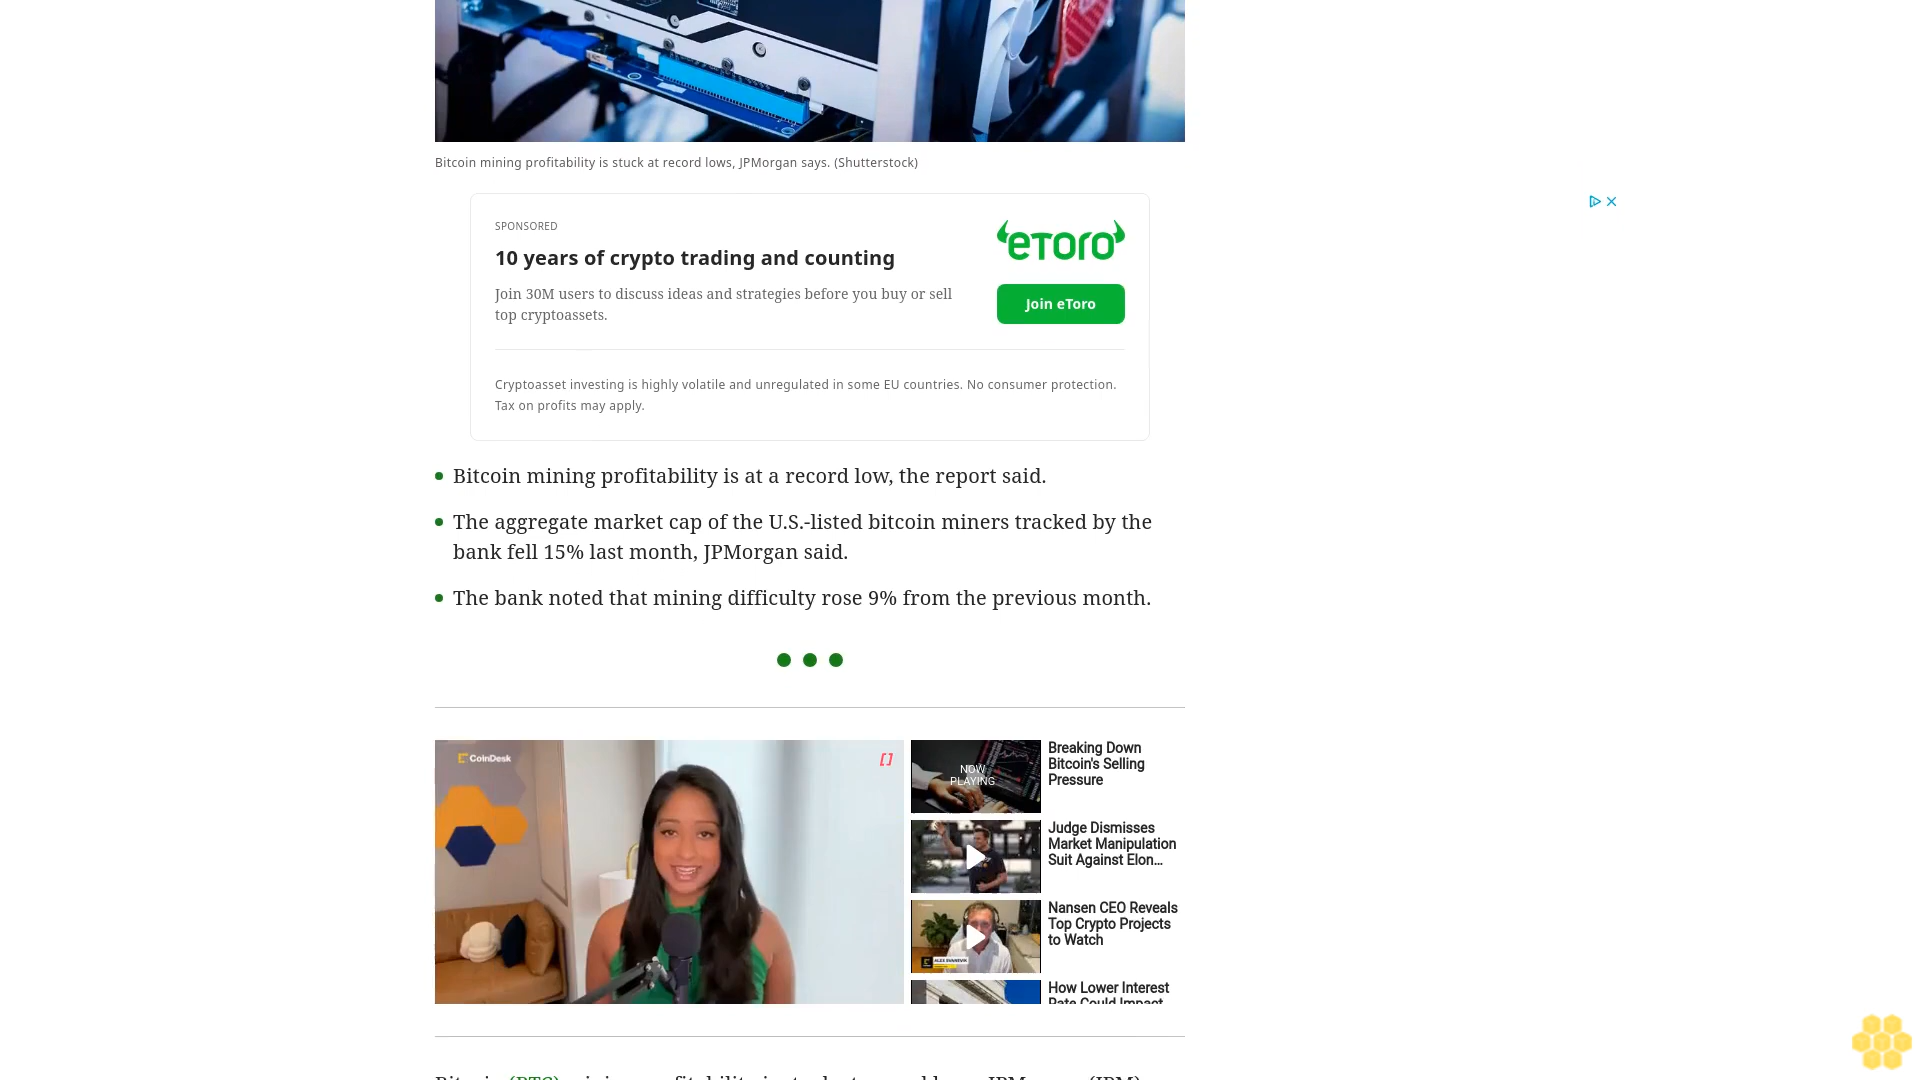 Bitcoin mining profitability is stuck at record lows, JPMorgan says. (Shutterstock)
SPONSORED
10 years of crypto trading and counting
Join 30M users to discuss ideas and strategies before you buy or sell
top cryptoassets.
eToro
Join eToro
Cryptoasset investing is highly volatile and unregulated in some EU countries. No consumer protection.
Tax on profits may apply.
Bitcoin mining profitability is at a record low, the report said.
The aggregate market cap of the U.S.-listed bitcoin miners tracked by the
bank fell 15% last month, JPMorgan said.
The bank noted that mining difficulty rose 9% from the previous month.
CoinDesk
NOW
PLAYING
Breaking Down
Bitcoin's Selling
Pressure
Judge Dismisses
Market Manipulation
Suit Against Elon...
Nansen CEO Reveals
Top Crypto Projects
to Watch
How Lower Interest
Rate Could Impact